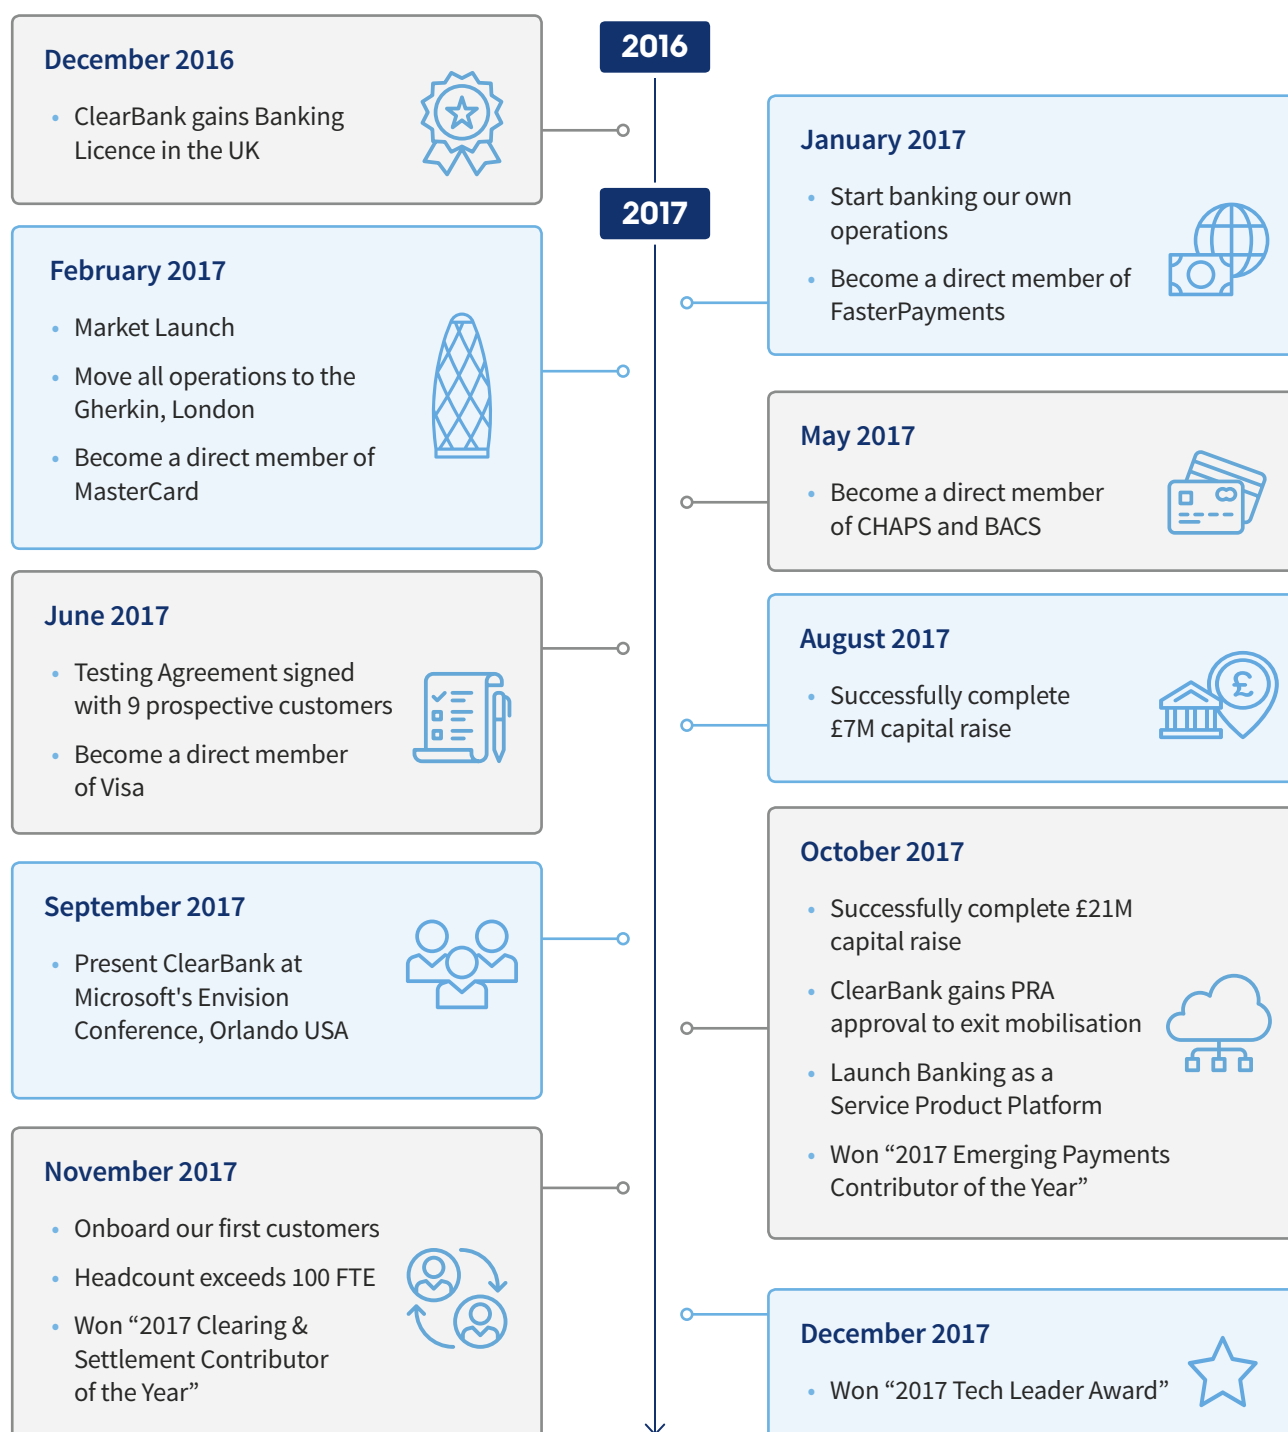 2016
December 2016
• ClearBank gains Banking
Licence in the UK
2017
January 2017
• Start banking our own
operations
• Become a direct member of
FasterPayments
February 2017
• Market Launch
• Move all operations to the
Gherkin, London
• Become a direct member of
MasterCard
May 2017
• Become a direct member
of CHAPS and BACS
June 2017
• Testing Agreement signed
with 9 prospective customers
• Become a direct member
of Visa
August 2017
• Successfully complete
£7M capital raise
£
September 2017
• Present ClearBank at
Microsoft's Envision
Conference, Orlando USA
October 2017
• Successfully complete £21M
capital raise
• ClearBank gains PRA
approval to exit mobilisation
• Launch Banking as a
Service Product Platform
• Won “2017 Emerging Payments
Contributor of the Year”
November 2017
• Onboard our first customers
• Headcount exceeds 100 FTE
• Won “2017 Clearing &
Settlement Contributor
of the Year”
December 2017
• Won “2017 Tech Leader Award”